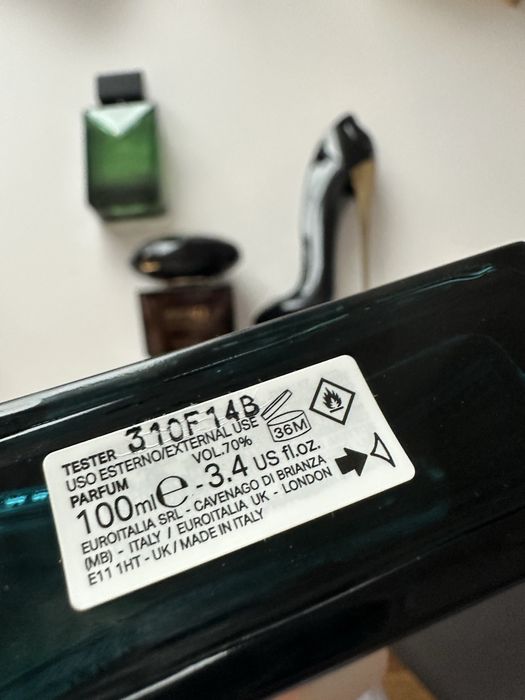 310F14B
TESTER
USO ESTERNO/EXTERNAL USE
PARFUM VOL.70%
36M
100ml e - 3.4 US fl.oz.
EUROITALIA SRL - CAVENAGO DI BRIANZA
(MB) - ITALY / EUROITALIA UK - LONDON
E11 1HT - UK / MADE IN ITALY